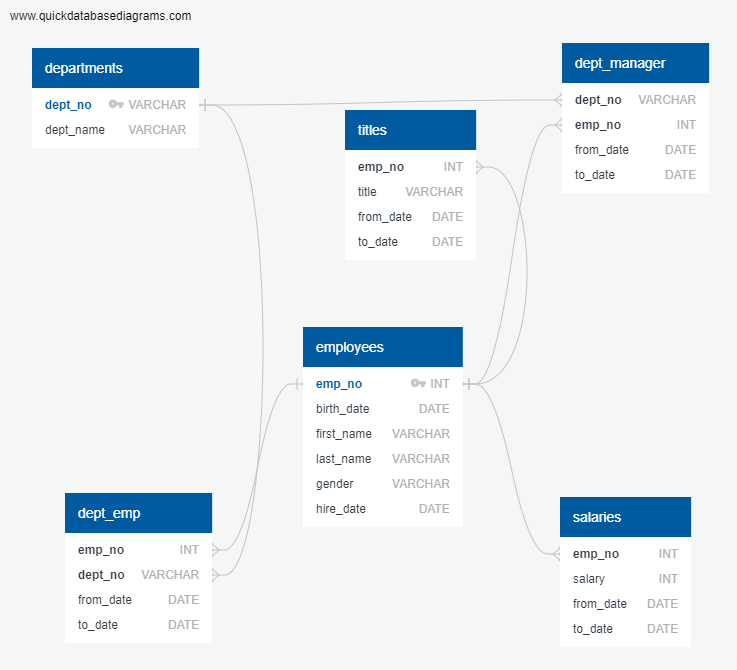 www.quickdatabasediagrams.com
departments
dept_no VARCHAR
dept_name VARCHAR
dept_manager
dept_no VARCHAR
emp_no INT
from_date DATE
to_date DATE
titles
emp_no INT
title VARCHAR
from_date DATE
to_date DATE
employees
emp_no INT
birth_date DATE
first_name VARCHAR
last_name VARCHAR
gender VARCHAR
hire_date DATE
dept_emp
emp_no INT
dept_no VARCHAR
from_date DATE
to_date DATE
salaries
emp_no INT
salary INT
from_date DATE
to_date DATE